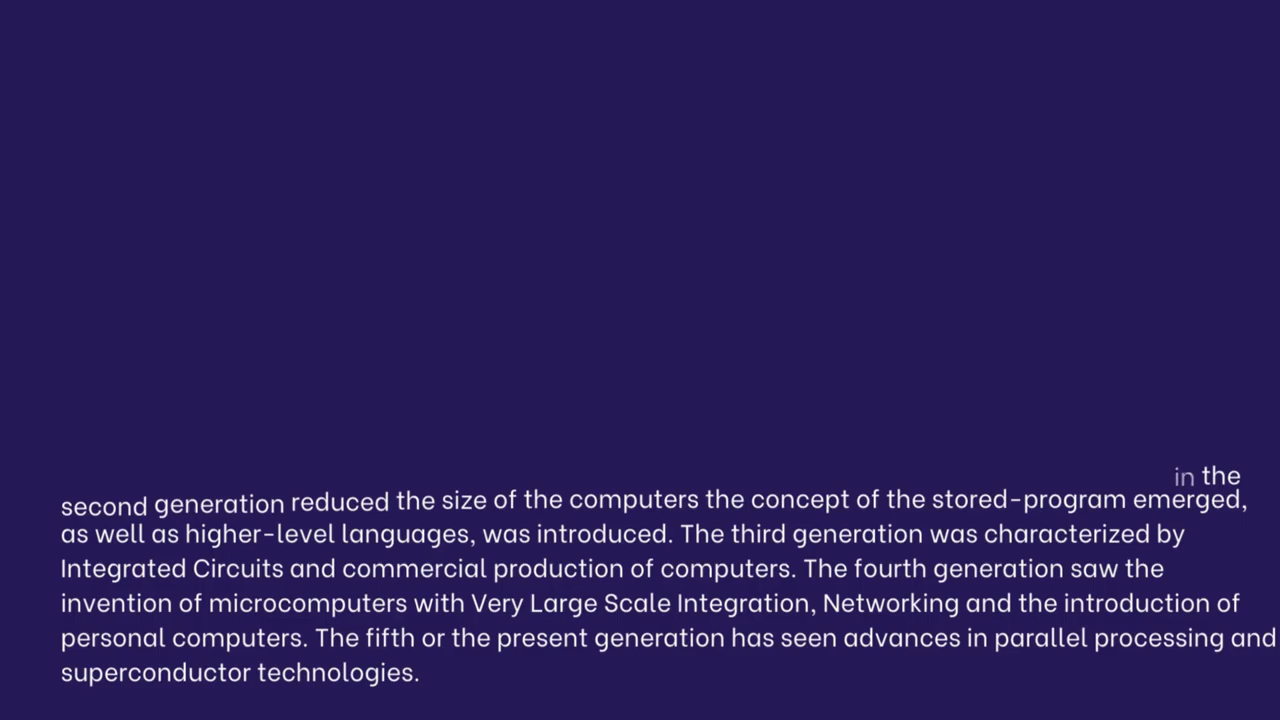 in the
second generation reduced the size of the computers the concept of the stored-program emerged,
as well as higher-level languages, was introduced. The third generation was characterized by
Integrated Circuits and commercial production of computers. The fourth generation saw the
invention of microcomputers with Very Large Scale Integration, Networking and the introduction of
personal computers. The fifth or the present generation has seen advances in parallel processing and
superconductor technologies.